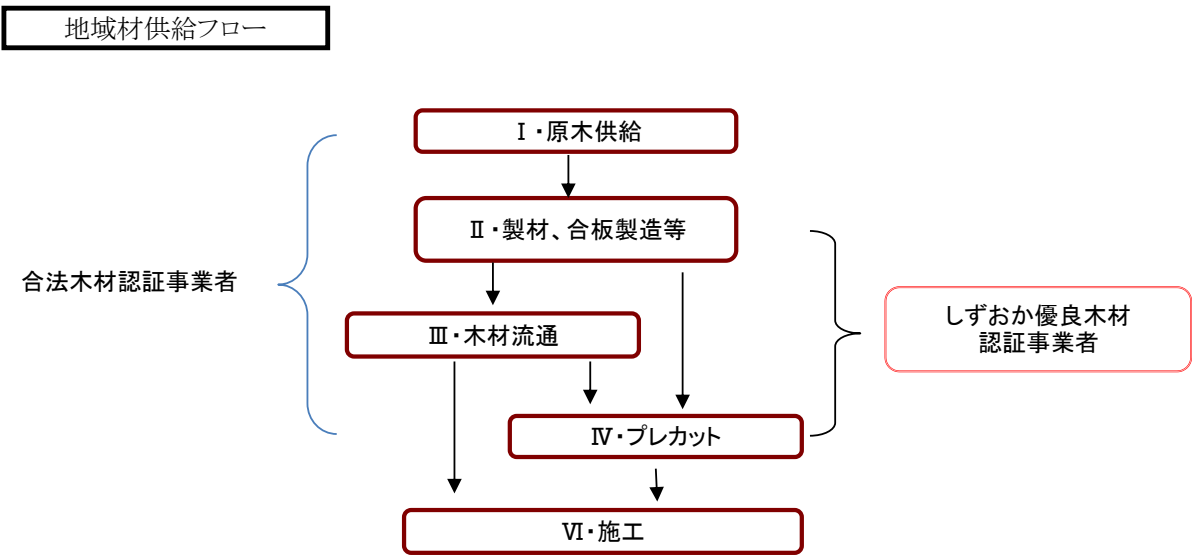 地域材供給フロー
Ⅰ・原木供給
Ⅱ・製材、合板製造等
合法木材認証事業者
しずおか優良木材
認証事業者
Ⅲ・木材流通
Ⅳ・プレカット
Ⅵ・施工